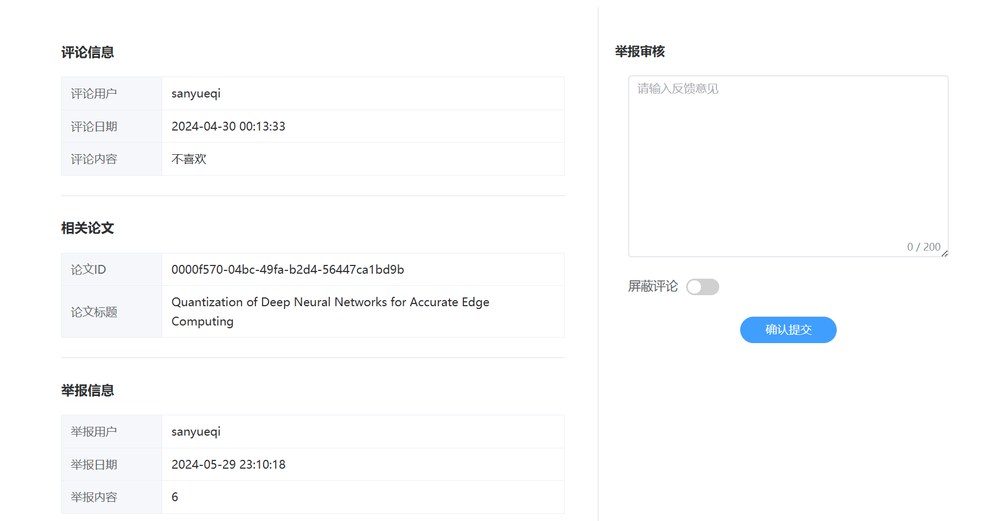 评论信息
评论用户 sanyueqi
评论日期 2024-04-30 00:13:33
评论内容 不喜欢
相关论文
论文ID 0000f570-04bc-49fa-b2d4-56447ca1bd9b
论文标题 Quantization of Deep Neural Networks for Accurate Edge
Computing
举报信息
举报用户 sanyueqi
举报日期 2024-05-29 23:10:18
举报内容 6
举报审核
请输入反馈意见
0 / 200
屏蔽评论
确认提交